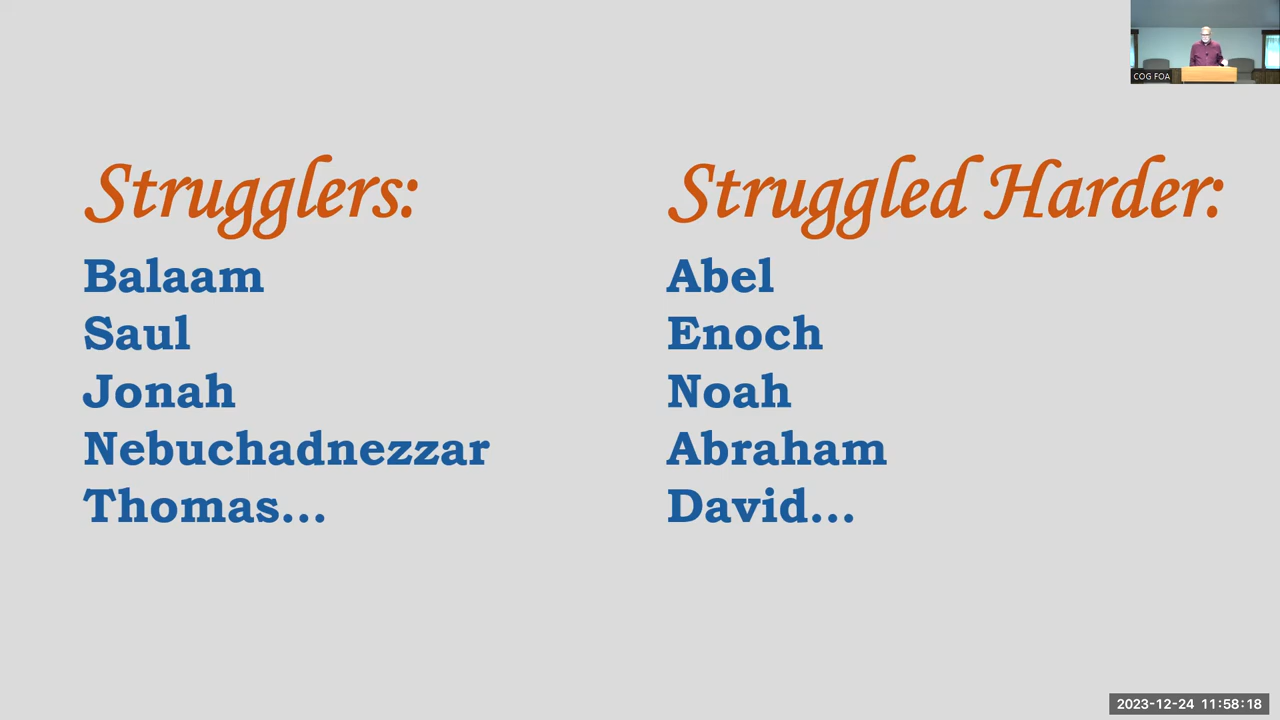 COG FOA
Strugglers:
Balaam
Saul
Jonah
Nebuchadnezzar
Thomas...
Struggled Harder:
Abel
Enoch
Noah
Abraham
David...
2023-12-24 11:58:18